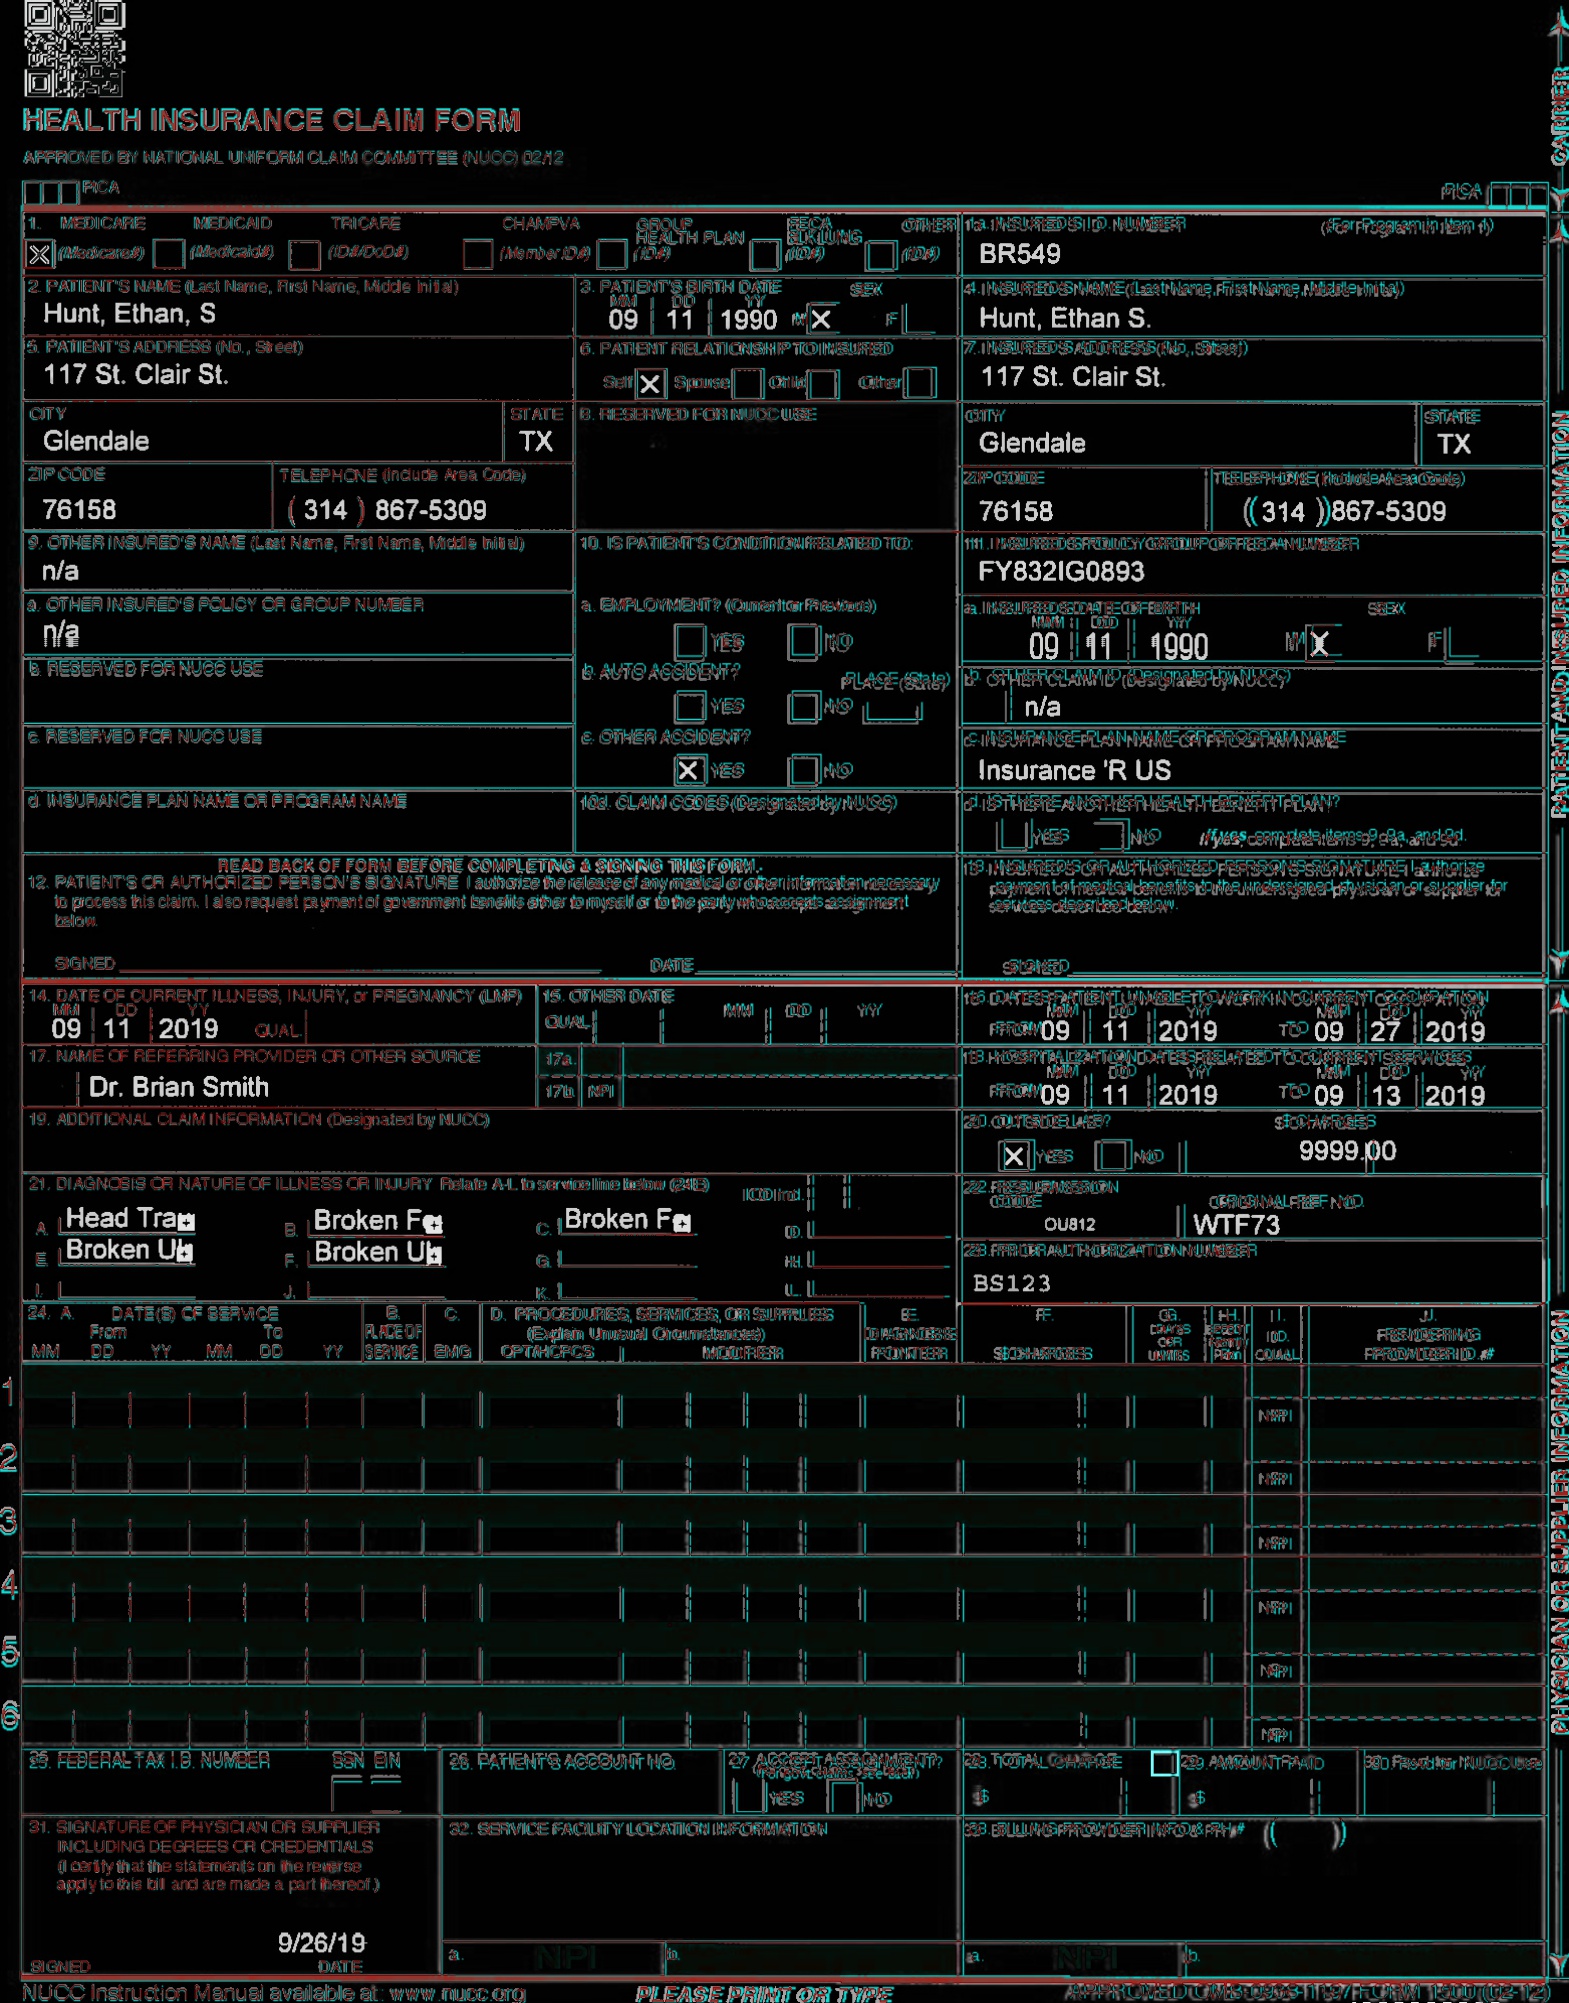 HEALTH INSURANCE CLAIM FORM
APPROVED BY NATIONAL UNIFORM CLAIM COMMITTEE (NUCC) 02/12
PICA PICA
CARRIER
1. MEDICARE MEDICAID TRICARE CHAMPVA GROUP HEALTH PLAN FECA BLK LUNG OTHER
(Medicare#) (Medicaid#) (ID#/DoD#) (Member ID#) (ID#) (ID#) (ID#)
1a. INSURED'S I.D. NUMBER (For Program in Item 1)
BR549
2. PATIENT'S NAME (Last Name, First Name, Middle Initial)
Hunt, Ethan, S
3. PATIENT'S BIRTH DATE SEX
MM DD YY
09 11 1990 M X F
4. INSURED'S NAME (Last Name, First Name, Middle Initial)
Hunt, Ethan S.
5. PATIENT'S ADDRESS (No., Street)
117 St. Clair St.
6. PATIENT RELATIONSHIP TO INSURED
Self X Spouse Child Other
7. INSURED'S ADDRESS (No., Street)
117 St. Clair St.
CITY STATE
Glendale TX
8. RESERVED FOR NUCC USE
CITY STATE
Glendale TX
ZIP CODE TELEPHONE (Include Area Code)
76158 ( 314 ) 867-5309
ZIP CODE TELEPHONE (Include Area Code)
76158 ( 314 ) 867-5309
9. OTHER INSURED'S NAME (Last Name, First Name, Middle Initial)
n/a
10. IS PATIENT'S CONDITION RELATED TO:
11. INSURED'S POLICY GROUP OR FECA NUMBER
FY832IG0893
a. OTHER INSURED'S POLICY OR GROUP NUMBER
n/a
a. EMPLOYMENT? (Current or Previous)
YES NO
a. INSURED'S DATE OF BIRTH SEX
MM DD YY
09 11 1990 M X F
b. RESERVED FOR NUCC USE
b. AUTO ACCIDENT? PLACE (State)
YES NO
b. OTHER CLAIM ID (Designated by NUCC)
n/a
c. RESERVED FOR NUCC USE
c. OTHER ACCIDENT?
X YES NO
c. INSURANCE PLAN NAME OR PROGRAM NAME
Insurance 'R US
d. INSURANCE PLAN NAME OR PROGRAM NAME
10d. CLAIM CODES (Designated by NUCC)
d. IS THERE ANOTHER HEALTH BENEFIT PLAN?
YES NO If yes, complete items 9, 9a, and 9d.
PATIENT AND INSURED INFORMATION
READ BACK OF FORM BEFORE COMPLETING & SIGNING THIS FORM.
12. PATIENT'S OR AUTHORIZED PERSON'S SIGNATURE I authorize the release of any medical or other information necessary
to process this claim. I also request payment of government benefits either to myself or to the party who accepts assignment
below.
SIGNED DATE
13. INSURED'S OR AUTHORIZED PERSON'S SIGNATURE I authorize
payment of medical benefits to the undersigned physician or supplier for
services described below.
SIGNED
14. DATE OF CURRENT ILLNESS, INJURY, or PREGNANCY (LMP)
MM DD YY
09 11 2019 QUAL.
15. OTHER DATE
QUAL. MM DD YY
16. DATES PATIENT UNABLE TO WORK IN CURRENT OCCUPATION
MM DD YY MM DD YY
FROM 09 11 2019 TO 09 27 2019
17. NAME OF REFERRING PROVIDER OR OTHER SOURCE
Dr. Brian Smith
17a.
17b. NPI
18. HOSPITALIZATION DATES RELATED TO CURRENT SERVICES
MM DD YY MM DD YY
FROM 09 11 2019 TO 09 13 2019
19. ADDITIONAL CLAIM INFORMATION (Designated by NUCC)
20. OUTSIDE LAB? $ CHARGES
X YES NO 9999.00
21. DIAGNOSIS OR NATURE OF ILLNESS OR INJURY Relate A-L to service line below (24E) ICD Ind.
A. Head Tra B. Broken Fe C. Broken Fe D.
E. Broken Ul F. Broken Ul G. H.
I. J. K. L.
22. RESUBMISSION CODE ORIGINAL REF. NO.
OU812 WTF73
23. PRIOR AUTHORIZATION NUMBER
BS123
24. A. DATE(S) OF SERVICE B. C. D. PROCEDURES, SERVICES, OR SUPPLIES E. F. G. H. I. J.
From To PLACE OF (Explain Unusual Circumstances) DIAGNOSIS DAYS OR UNITS ID. RENDERING
MM DD YY MM DD YY SERVICE EMG CPT/HCPCS MODIFIER POINTER $ CHARGES QUAL. PROVIDER ID. #
1 NPI
2 NPI
3 NPI
4 NPI
5 NPI
6 NPI
PHYSICIAN OR SUPPLIER INFORMATION
25. FEDERAL TAX I.D. NUMBER SSN EIN
26. PATIENT'S ACCOUNT NO.
27. ACCEPT ASSIGNMENT?
(For govt. claims, see back)
YES NO
28. TOTAL CHARGE
$
29. AMOUNT PAID
$
30. Rsvd for NUCC Use
31. SIGNATURE OF PHYSICIAN OR SUPPLIER
INCLUDING DEGREES OR CREDENTIALS
(I certify that the statements on the reverse
apply to this bill and are made a part thereof.)
9/26/19
SIGNED DATE
32. SERVICE FACILITY LOCATION INFORMATION
a. NPI b.
33. BILLING PROVIDER INFO & PH # ( )
a. NPI b.
NUCC Instruction Manual available at: www.nucc.org
PLEASE PRINT OR TYPE
APPROVED OMB-0938-1197 FORM 1500 (02-12)